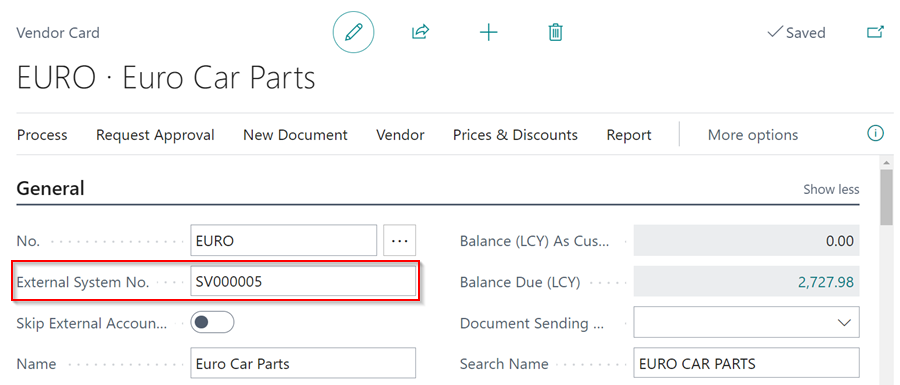 Vendor Card
Saved
EURO · Euro Car Parts
Process Request Approval New Document Vendor Prices & Discounts Report More options
General
Show less
No. EURO ...
External System No. SV000005
Skip External Accoun...
Name Euro Car Parts
Balance (LCY) As Cus... 0.00
Balance Due (LCY) 2,727.98
Document Sending ...
Search Name EURO CAR PARTS